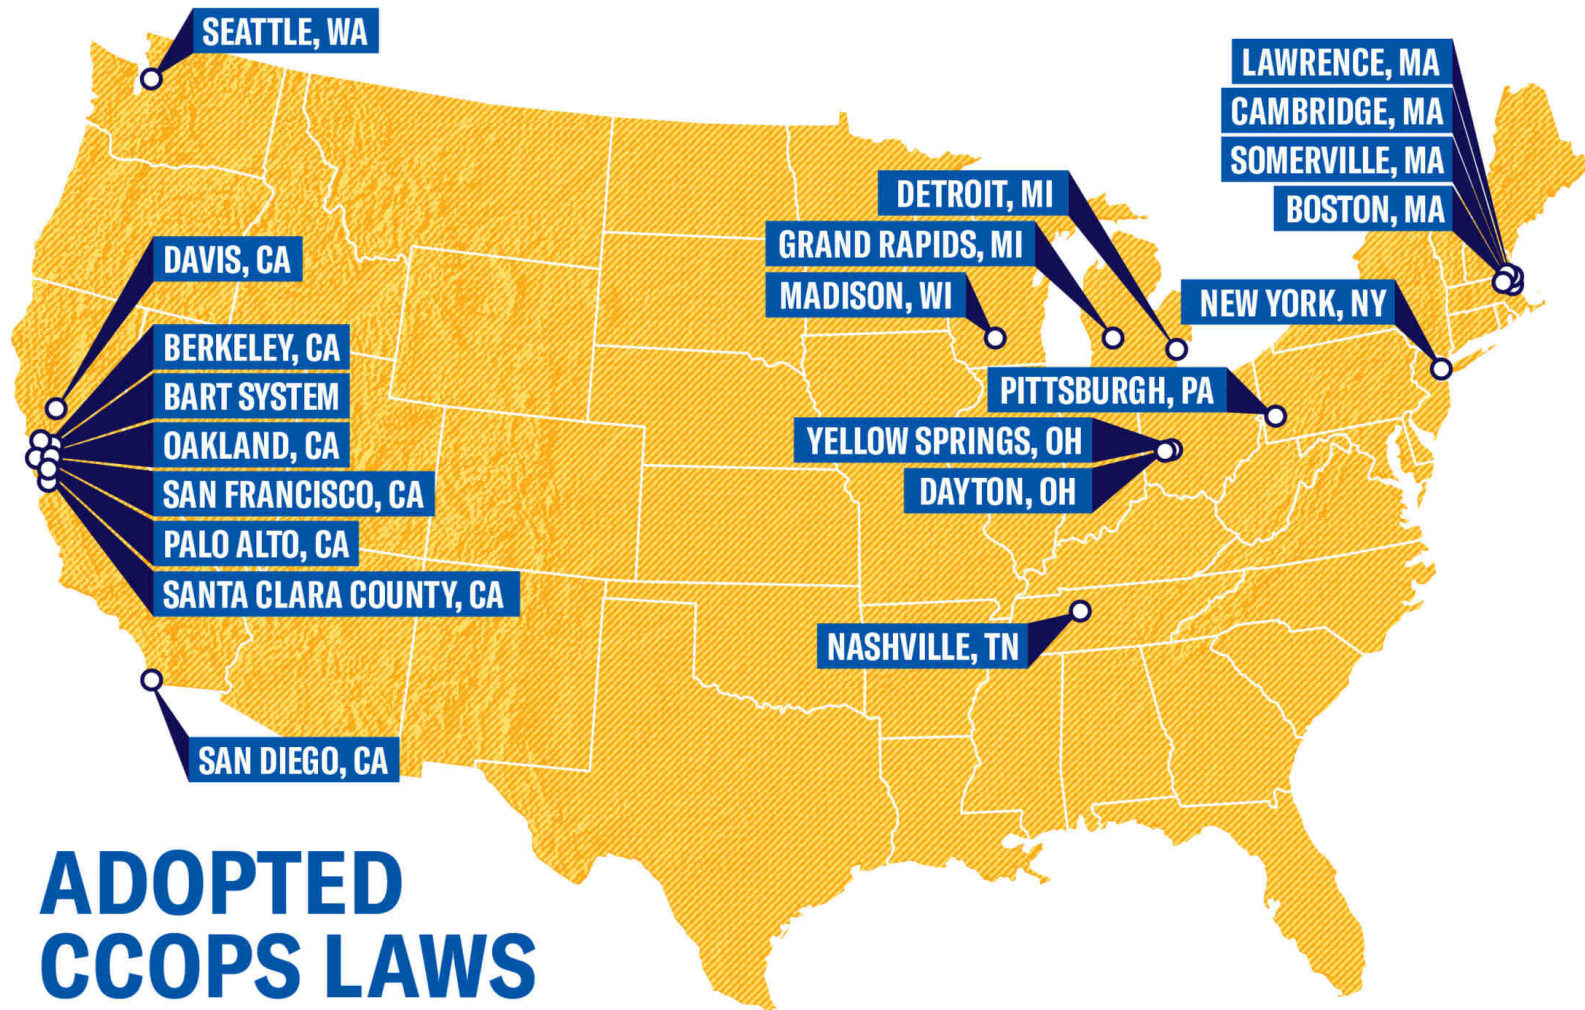 SEATTLE, WA
LAWRENCE, MA
CAMBRIDGE, MA
SOMERVILLE, MA
BOSTON, MA
DETROIT, MI
GRAND RAPIDS, MI
MADISON, WI
NEW YORK, NY
DAVIS, CA
BERKELEY, CA
BART SYSTEM
OAKLAND, CA
SAN FRANCISCO, CA
PALO ALTO, CA
SANTA CLARA COUNTY, CA
PITTSBURGH, PA
YELLOW SPRINGS, OH
DAYTON, OH
NASHVILLE, TN
SAN DIEGO, CA
ADOPTED
CCOPS LAWS